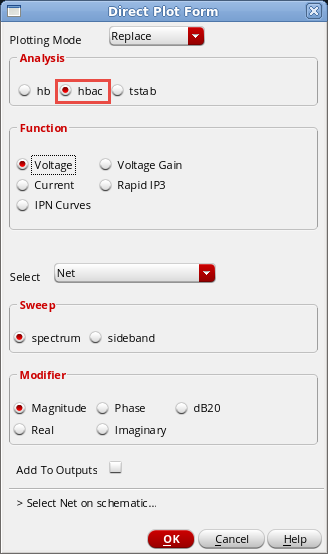 Direct Plot Form
Plotting Mode Replace
Analysis
hb hbac tstab
Function
Voltage Voltage Gain
Current Rapid IP3
IPN Curves
Select Net
Sweep
spectrum sideband
Modifier
Magnitude Phase dB20
Real Imaginary
Add To Outputs
> Select Net on schematic...
OK Cancel Help